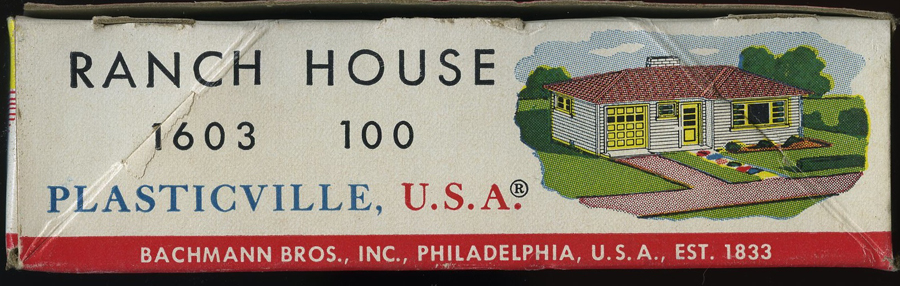 RANCH HOUSE
1603 100
PLASTICVILLE, U.S.A.®
BACHMANN BROS., INC., PHILADELPHIA, U.S.A., EST. 1833